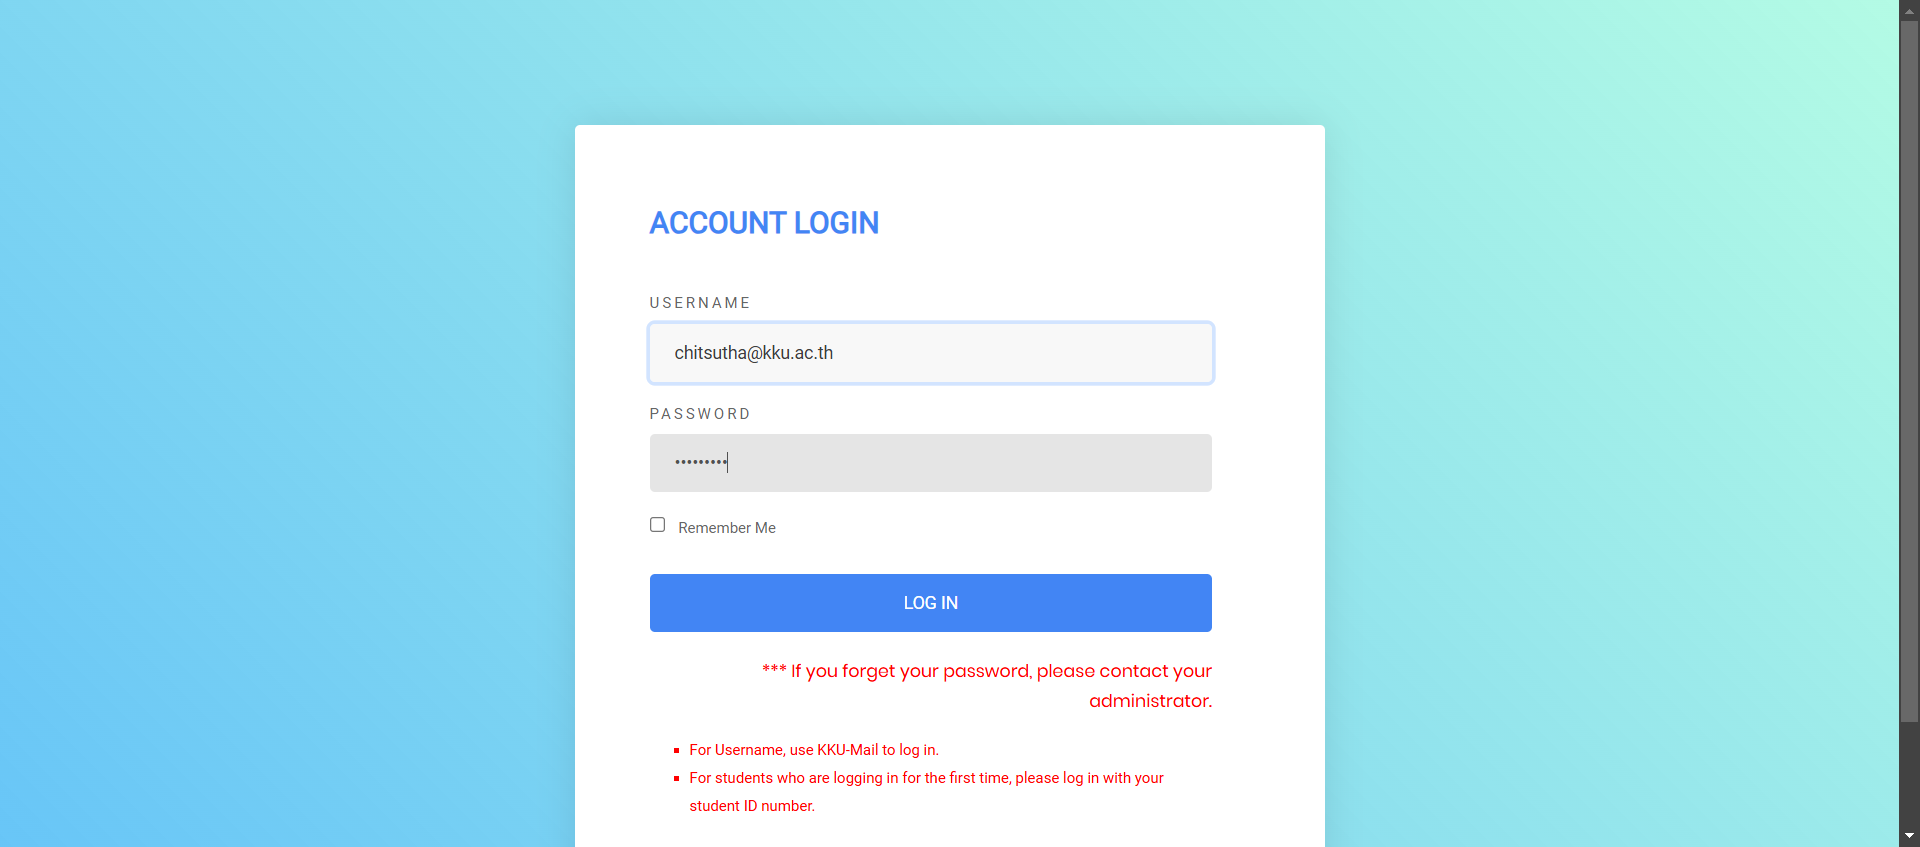 ACCOUNT LOGIN
USERNAME
chitsutha@kku.ac.th
PASSWORD
•••••••••
Remember Me
LOG IN
*** If you forget your password, please contact your
administrator.
For Username, use KKU-Mail to log in.
For students who are logging in for the first time, please log in with your
student ID number.